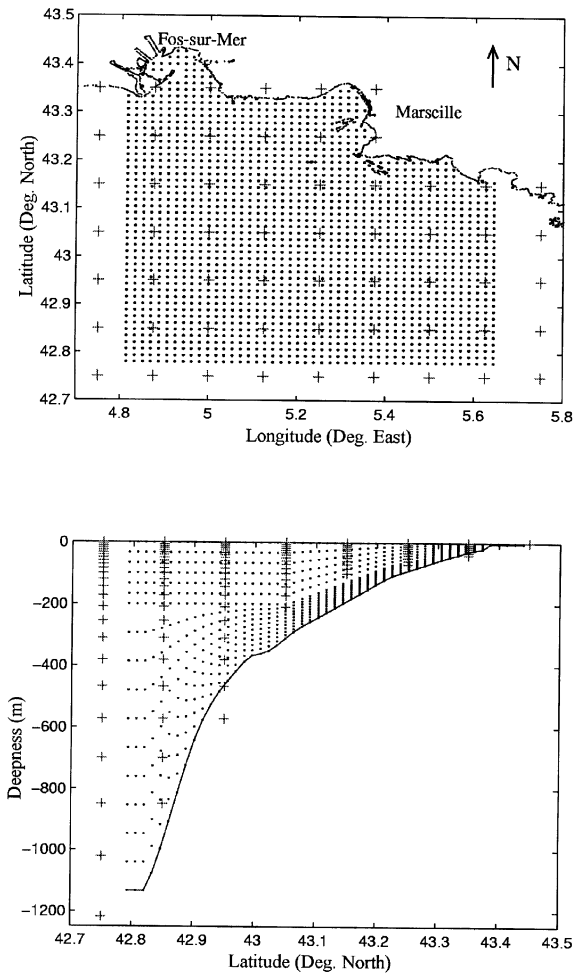 43.5
Fos-sur-Mer
43.4
N
43.3
Marseille
43.2
43.1
43
42.9
42.8
42.7
Latitude (Deg. North)
4.8 5 5.2 5.4 5.6 5.8
Longitude (Deg. East)
0
−200
−400
−600
−800
−1000
−1200
Deepness (m)
42.7 42.8 42.9 43 43.1 43.2 43.3 43.4 43.5
Latitude (Deg. North)